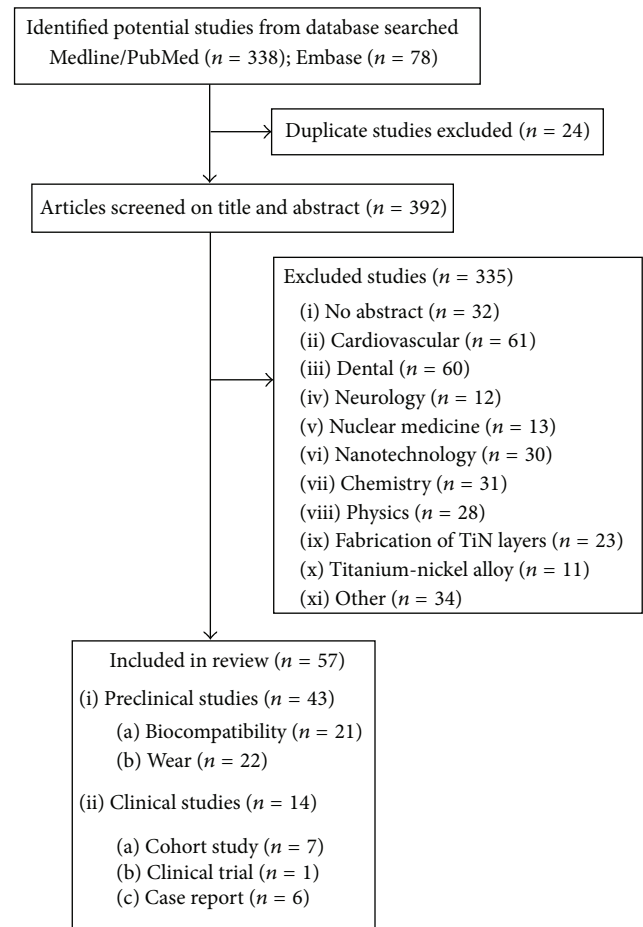 Identified potential studies from database searched
Medline/PubMed (n = 338); Embase (n = 78)
Duplicate studies excluded (n = 24)
Articles screened on title and abstract (n = 392)
Excluded studies (n = 335)
(i) No abstract (n = 32)
(ii) Cardiovascular (n = 61)
(iii) Dental (n = 60)
(iv) Neurology (n = 12)
(v) Nuclear medicine (n = 13)
(vi) Nanotechnology (n = 30)
(vii) Chemistry (n = 31)
(viii) Physics (n = 28)
(ix) Fabrication of TiN layers (n = 23)
(x) Titanium-nickel alloy (n = 11)
(xi) Other (n = 34)
Included in review (n = 57)
(i) Preclinical studies (n = 43)
(a) Biocompatibility (n = 21)
(b) Wear (n = 22)
(ii) Clinical studies (n = 14)
(a) Cohort study (n = 7)
(b) Clinical trial (n = 1)
(c) Case report (n = 6)